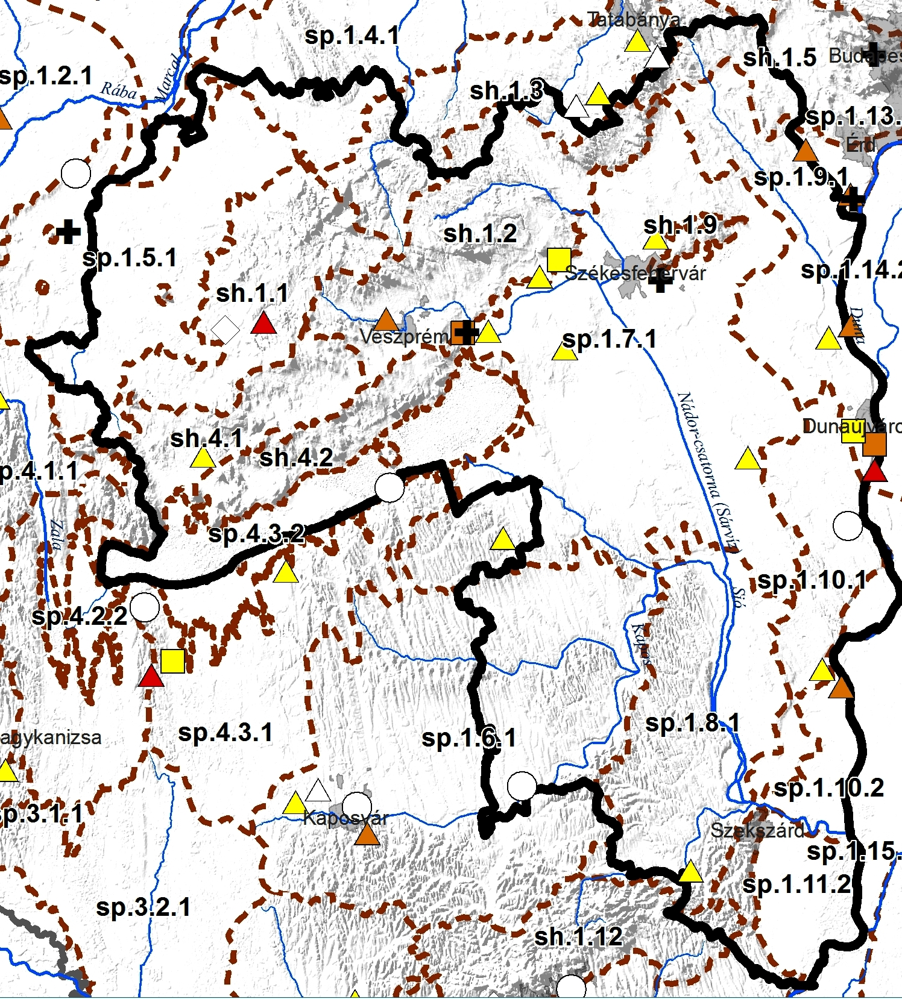 Tatabánya
sp.1.4.1
sh.1.5
Budapes
sp.1.2.1
Rába
Marcal
sh.1.3
sp.1.13.
Érd
sp.1.9.1
sh.1.2
sh.1.9
sp.1.5.1
Székesfehérvár
sp.1.14.2
sh.1.1
Duna
Veszprém
sp.1.7.1
Nádor-csatorna (Sárvíz)
Dunaújváro
sh.4.1
sh.4.2
p.4.1.1
Zala
sp.4.3.2
sp.1.10.1
Sió
sp.4.2.2
Kapos
sp.1.8.1
sp.4.3.1
sp.1.6.1
agykanizsa
sp.1.10.2
sp.3.1.1
Kaposvár
Szekszárd
sp.1.15.
sp.1.11.2
sp.3.2.1
sh.1.12